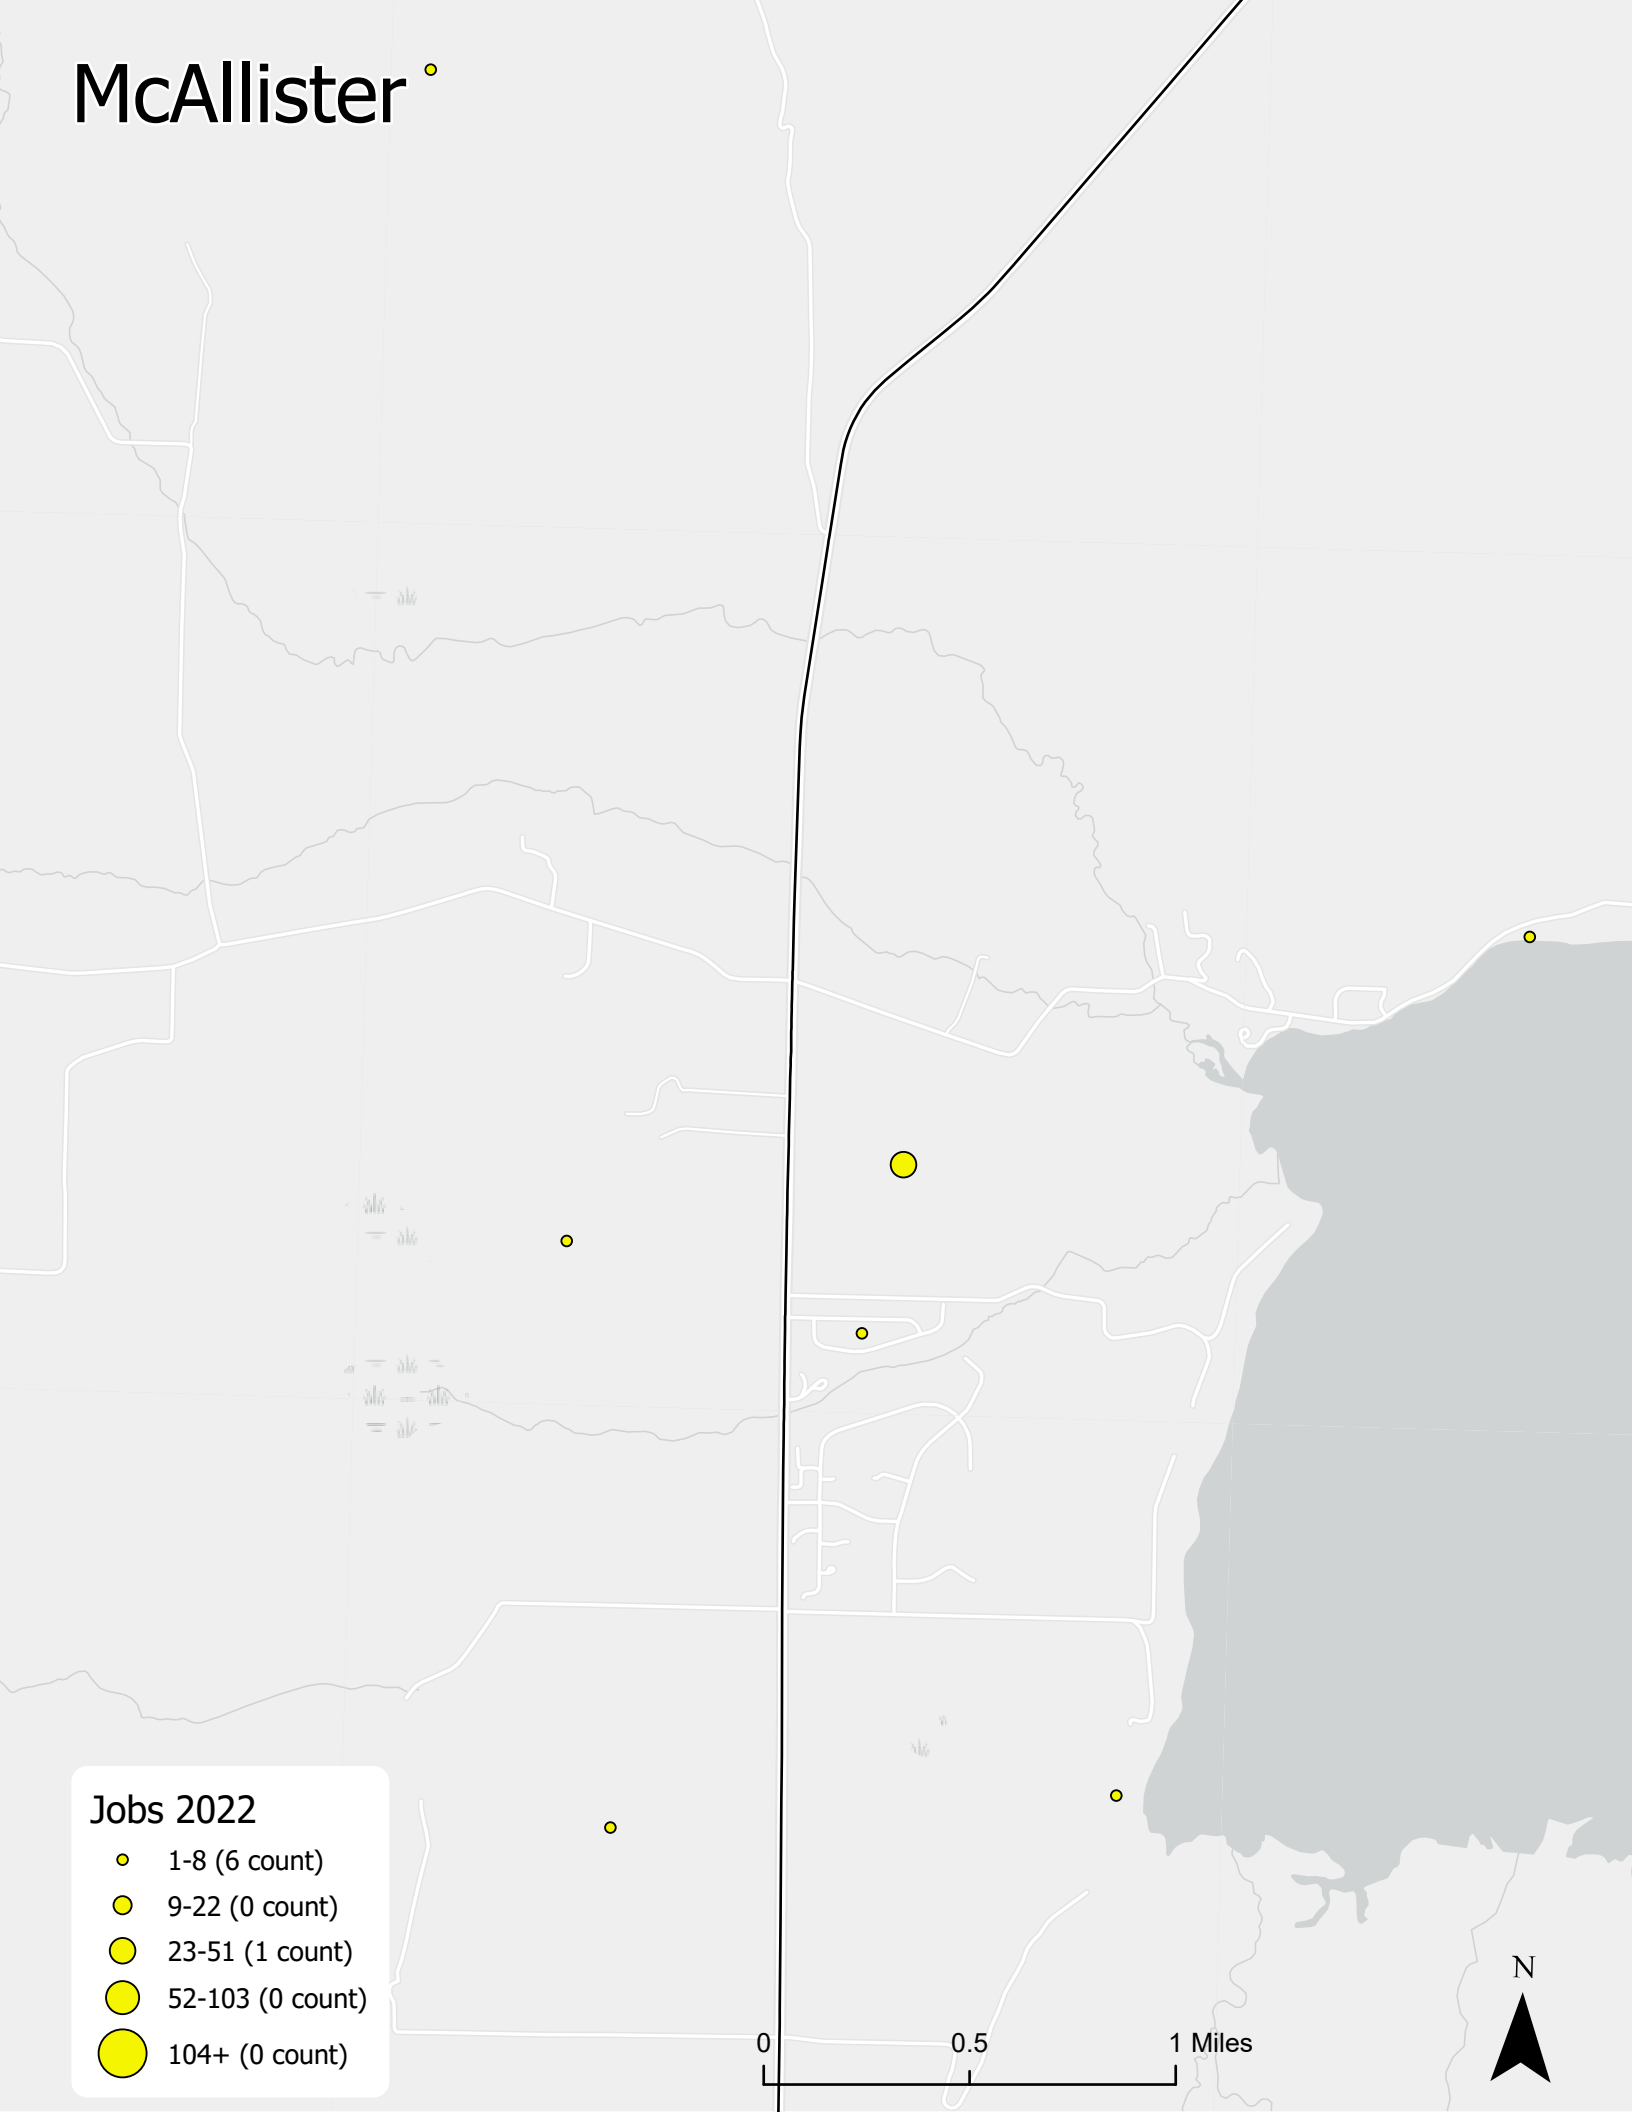 McAllister
Jobs 2022
1-8 (6 count)
9-22 (0 count)
23-51 (1 count)
52-103 (0 count)
104+ (0 count)
N
0 0.5 1 Miles